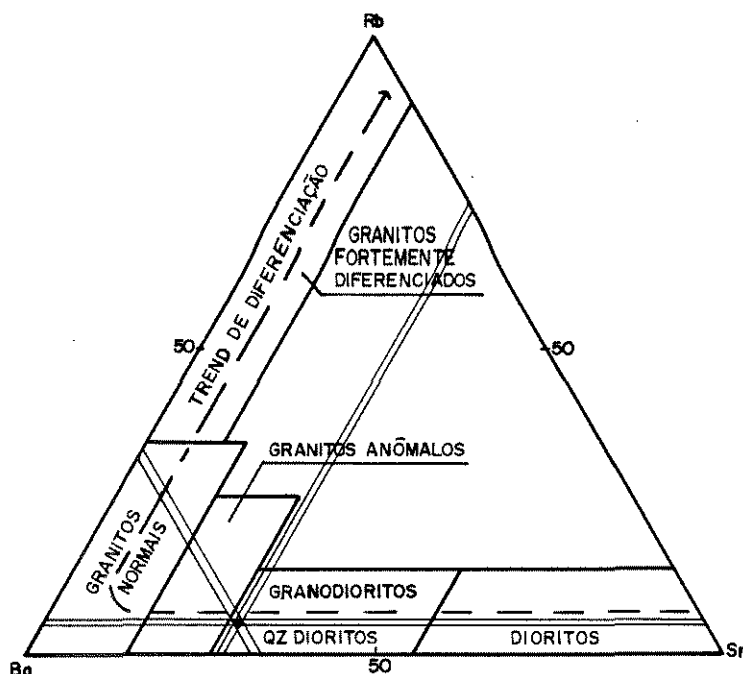 Rb
TREND DE DIFERENCIAÇÃO
GRANITOS
FORTEMENTE
DIFERENCIADOS
50
50
GRANITOS ANÔMALOS
GRANITOS
NORMAIS
GRANODIORITOS
QZ DIORITOS
DIORITOS
Ba
50
Sr